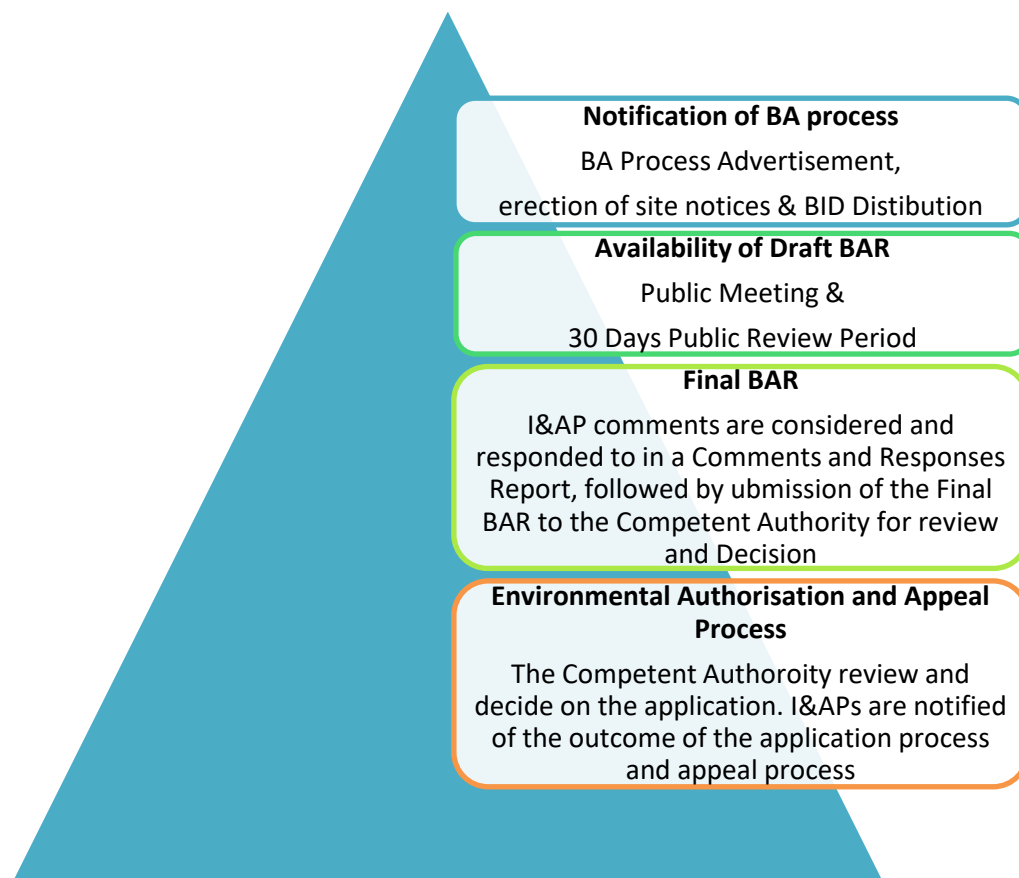 Notification of BA process
BA Process Advertisement,
erection of site notices & BID Distibution
Availability of Draft BAR
Public Meeting &
30 Days Public Review Period
Final BAR
I&AP comments are considered and
responded to in a Comments and Responses
Report, followed by ubmission of the Final
BAR to the Competent Authority for review
and Decision
Environmental Authorisation and Appeal
Process
The Competent Authoroity review and
decide on the application. I&APs are notified
of the outcome of the application process
and appeal process